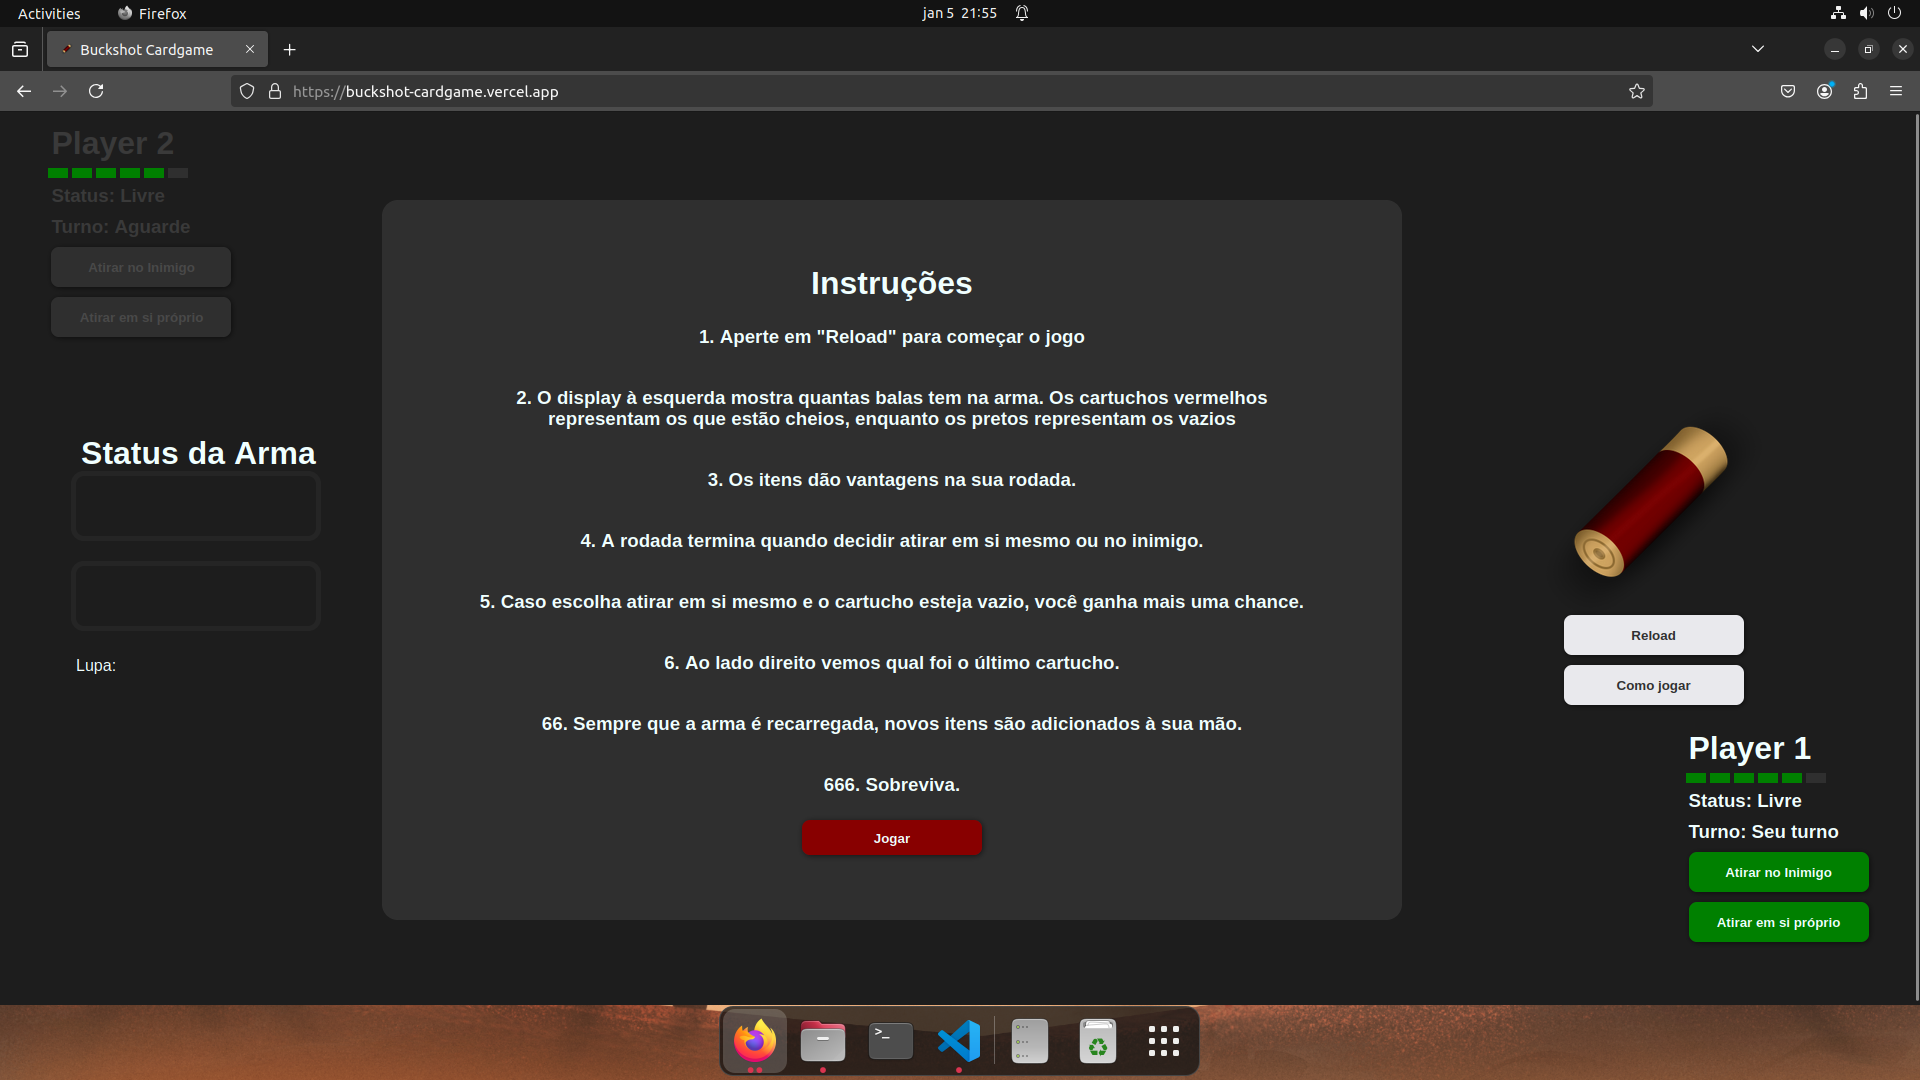 Activities
Firefox
jan 5 21:55
Buckshot Cardgame
https://buckshot-cardgame.vercel.app
Player 2
Status: Livre
Turno: Aguarde
Atirar no Inimigo
Atirar em si próprio
Status da Arma
Lupa:
Instruções
1. Aperte em "Reload" para começar o jogo
2. O display à esquerda mostra quantas balas tem na arma. Os cartuchos vermelhos
representam os que estão cheios, enquanto os pretos representam os vazios
3. Os itens dão vantagens na sua rodada.
4. A rodada termina quando decidir atirar em si mesmo ou no inimigo.
5. Caso escolha atirar em si mesmo e o cartucho esteja vazio, você ganha mais uma chance.
6. Ao lado direito vemos qual foi o último cartucho.
66. Sempre que a arma é recarregada, novos itens são adicionados à sua mão.
666. Sobreviva.
Jogar
Reload
Como jogar
Player 1
Status: Livre
Turno: Seu turno
Atirar no Inimigo
Atirar em si próprio